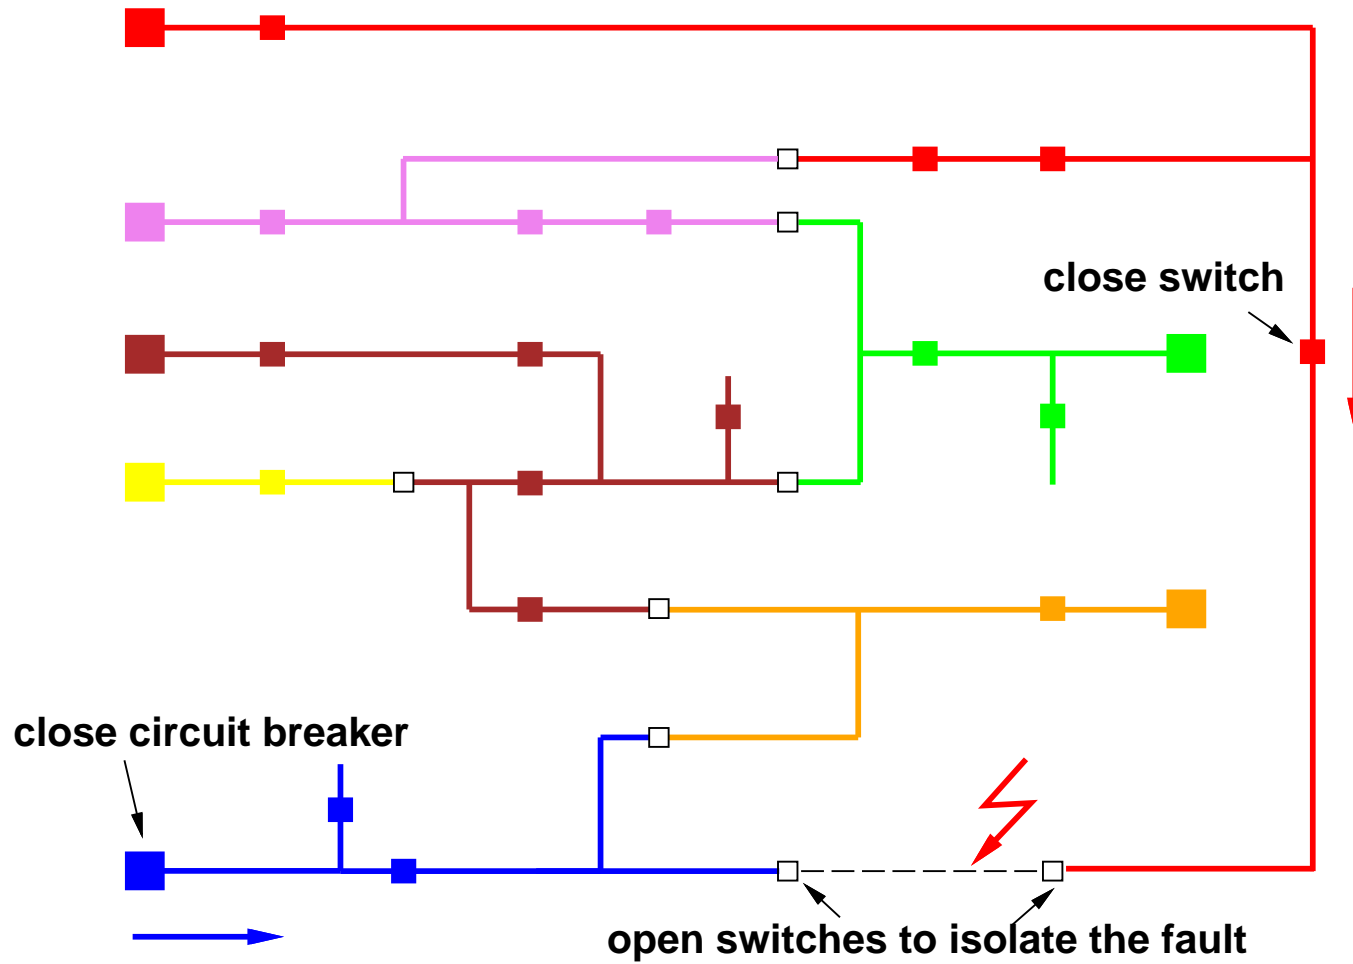 close switch
close circuit breaker
open switches to isolate the fault